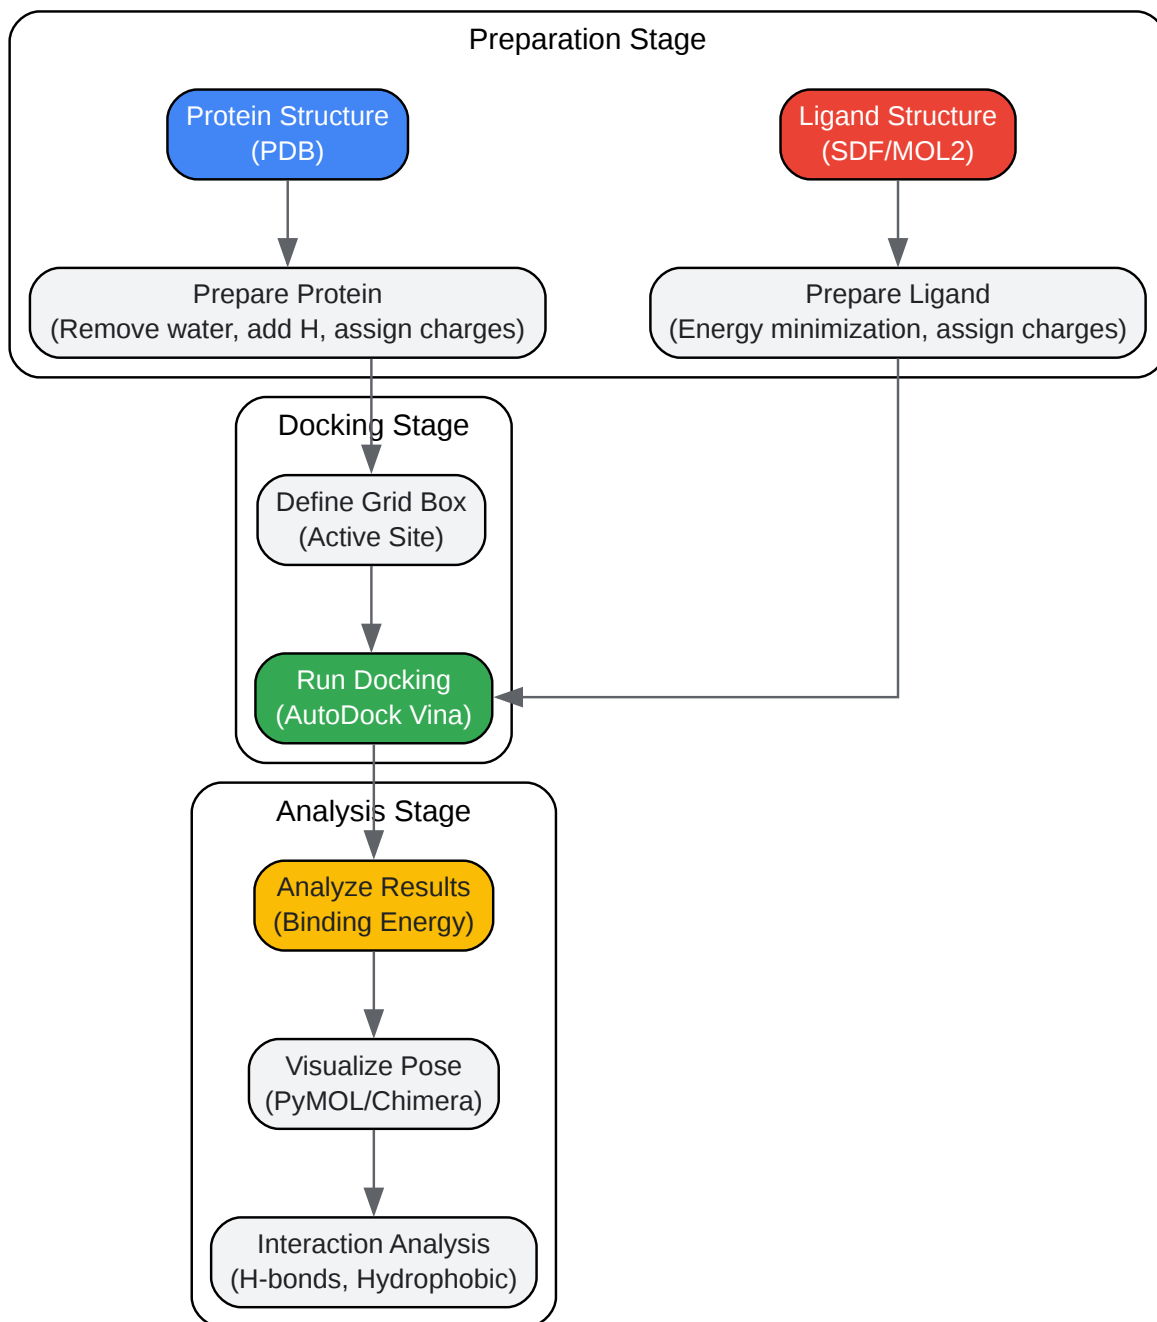 Preparation Stage
Protein Structure
(PDB)
Ligand Structure
(SDF/MOL2)
Prepare Protein
(Remove water, add H, assign charges)
Prepare Ligand
(Energy minimization, assign charges)
Docking Stage
Define Grid Box
(Active Site)
Run Docking
(AutoDock Vina)
Analysis Stage
Analyze Results
(Binding Energy)
Visualize Pose
(PyMOL/Chimera)
Interaction Analysis
(H-bonds, Hydrophobic)